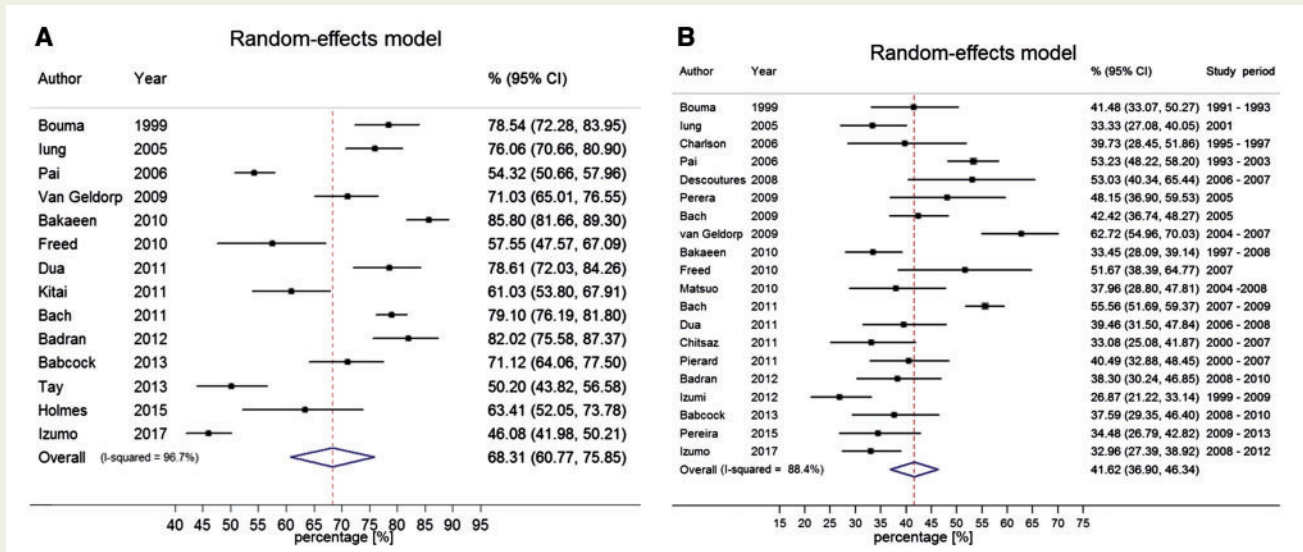 A
Random-effects model
Author Year % (95% CI)
Bouma 1999 78.54 (72.28, 83.95)
Iung 2005 76.06 (70.66, 80.90)
Pai 2006 54.32 (50.66, 57.96)
Van Geldorp 2009 71.03 (65.01, 76.55)
Bakaeen 2010 85.80 (81.66, 89.30)
Freed 2010 57.55 (47.57, 67.09)
Dua 2011 78.61 (72.03, 84.26)
Kitai 2011 61.03 (53.80, 67.91)
Bach 2011 79.10 (76.19, 81.80)
Badran 2012 82.02 (75.58, 87.37)
Babcock 2013 71.12 (64.06, 77.50)
Tay 2013 50.20 (43.82, 56.58)
Holmes 2015 63.41 (52.05, 73.78)
Izumo 2017 46.08 (41.98, 50.21)
Overall (I-squared = 96.7%) 68.31 (60.77, 75.85)
40 45 50 55 60 65 70 75 80 85 90 95
percentage [%]
B
Random-effects model
Author Year % (95% CI) Study period
Bouma 1999 41.48 (33.07, 50.27) 1991 - 1993
Iung 2005 33.33 (27.08, 40.05) 2001
Charlson 2006 39.73 (28.45, 51.86) 1995 - 1997
Pai 2006 53.23 (48.22, 58.20) 1993 - 2003
Descoutures 2008 53.03 (40.34, 65.44) 2006 - 2007
Perera 2009 48.15 (36.90, 59.53) 2005
Bach 2009 42.42 (36.74, 48.27) 2005
van Geldorp 2009 62.72 (54.96, 70.03) 2004 - 2007
Bakaeen 2010 33.45 (28.09, 39.14) 1997 - 2008
Freed 2010 51.67 (38.39, 64.77) 2007
Matsuo 2010 37.96 (28.80, 47.81) 2004 -2008
Bach 2011 55.56 (51.69, 59.37) 2007 - 2009
Dua 2011 39.46 (31.50, 47.84) 2006 - 2008
Chitsaz 2011 33.08 (25.08, 41.87) 2000 - 2007
Pierard 2011 40.49 (32.88, 48.45) 2000 - 2007
Badran 2012 38.30 (30.24, 46.85) 2008 - 2010
Izumi 2012 26.87 (21.22, 33.14) 1999 - 2009
Babcock 2013 37.59 (29.35, 46.40) 2008 - 2010
Pereira 2015 34.48 (26.79, 42.82) 2009 - 2013
Izumo 2017 32.96 (27.39, 38.92) 2008 - 2012
Overall (I-squared = 88.4%) 41.62 (36.90, 46.34)
15 20 25 30 35 40 45 50 55 60 65 70 75
percentage [%]